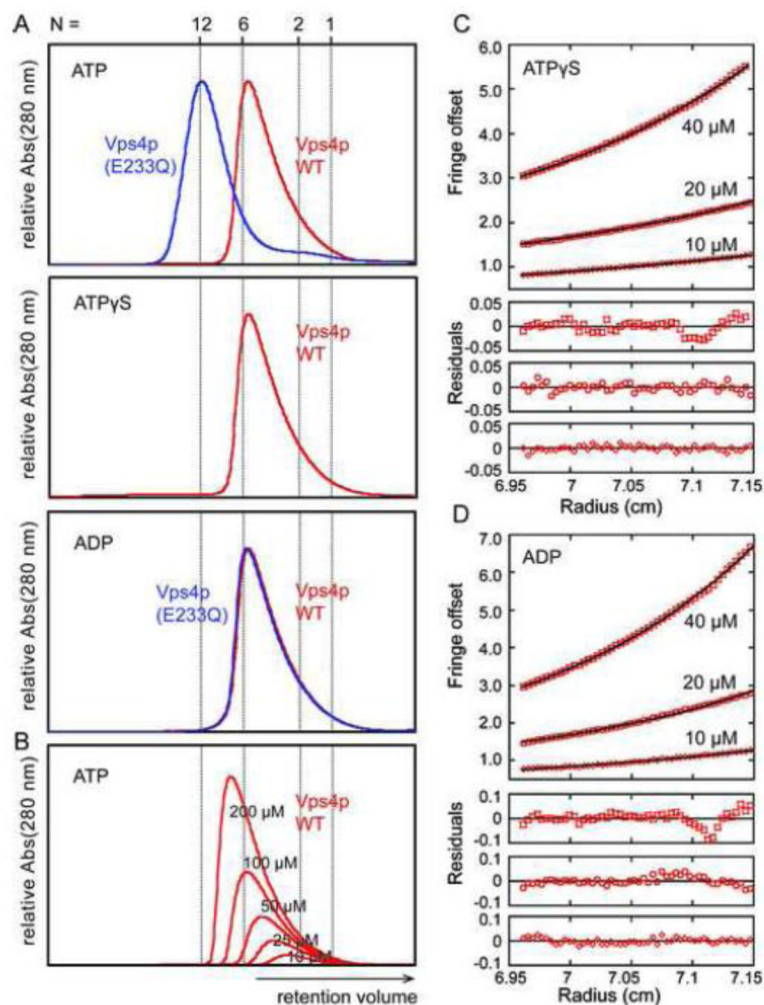 A
N =
12
6
2
1
relative Abs(280 nm)
ATP
Vps4p
(E233Q)
Vps4p
WT
relative Abs(280 nm)
ATPγS
Vps4p
WT
relative Abs(280 nm)
ADP
Vps4p
(E233Q)
Vps4p
WT
B
relative Abs(280 nm)
ATP
Vps4p
WT
200 µM
100 µM
50 µM
25 µM
10 µM
retention volume
C
Fringe offset
6.0
5.0
4.0
3.0
2.0
1.0
ATPγS
40 µM
20 µM
10 µM
Residuals
0.05
0
-0.05
0.05
0
-0.05
0.05
0
-0.05
6.95
7
7.05
7.1
7.15
Radius (cm)
D
Fringe offset
7.0
6.0
5.0
4.0
3.0
2.0
1.0
ADP
40 µM
20 µM
10 µM
Residuals
0.1
0
-0.1
0.1
0
-0.1
0.1
0
-0.1
6.95
7
7.05
7.1
7.15
Radius (cm)